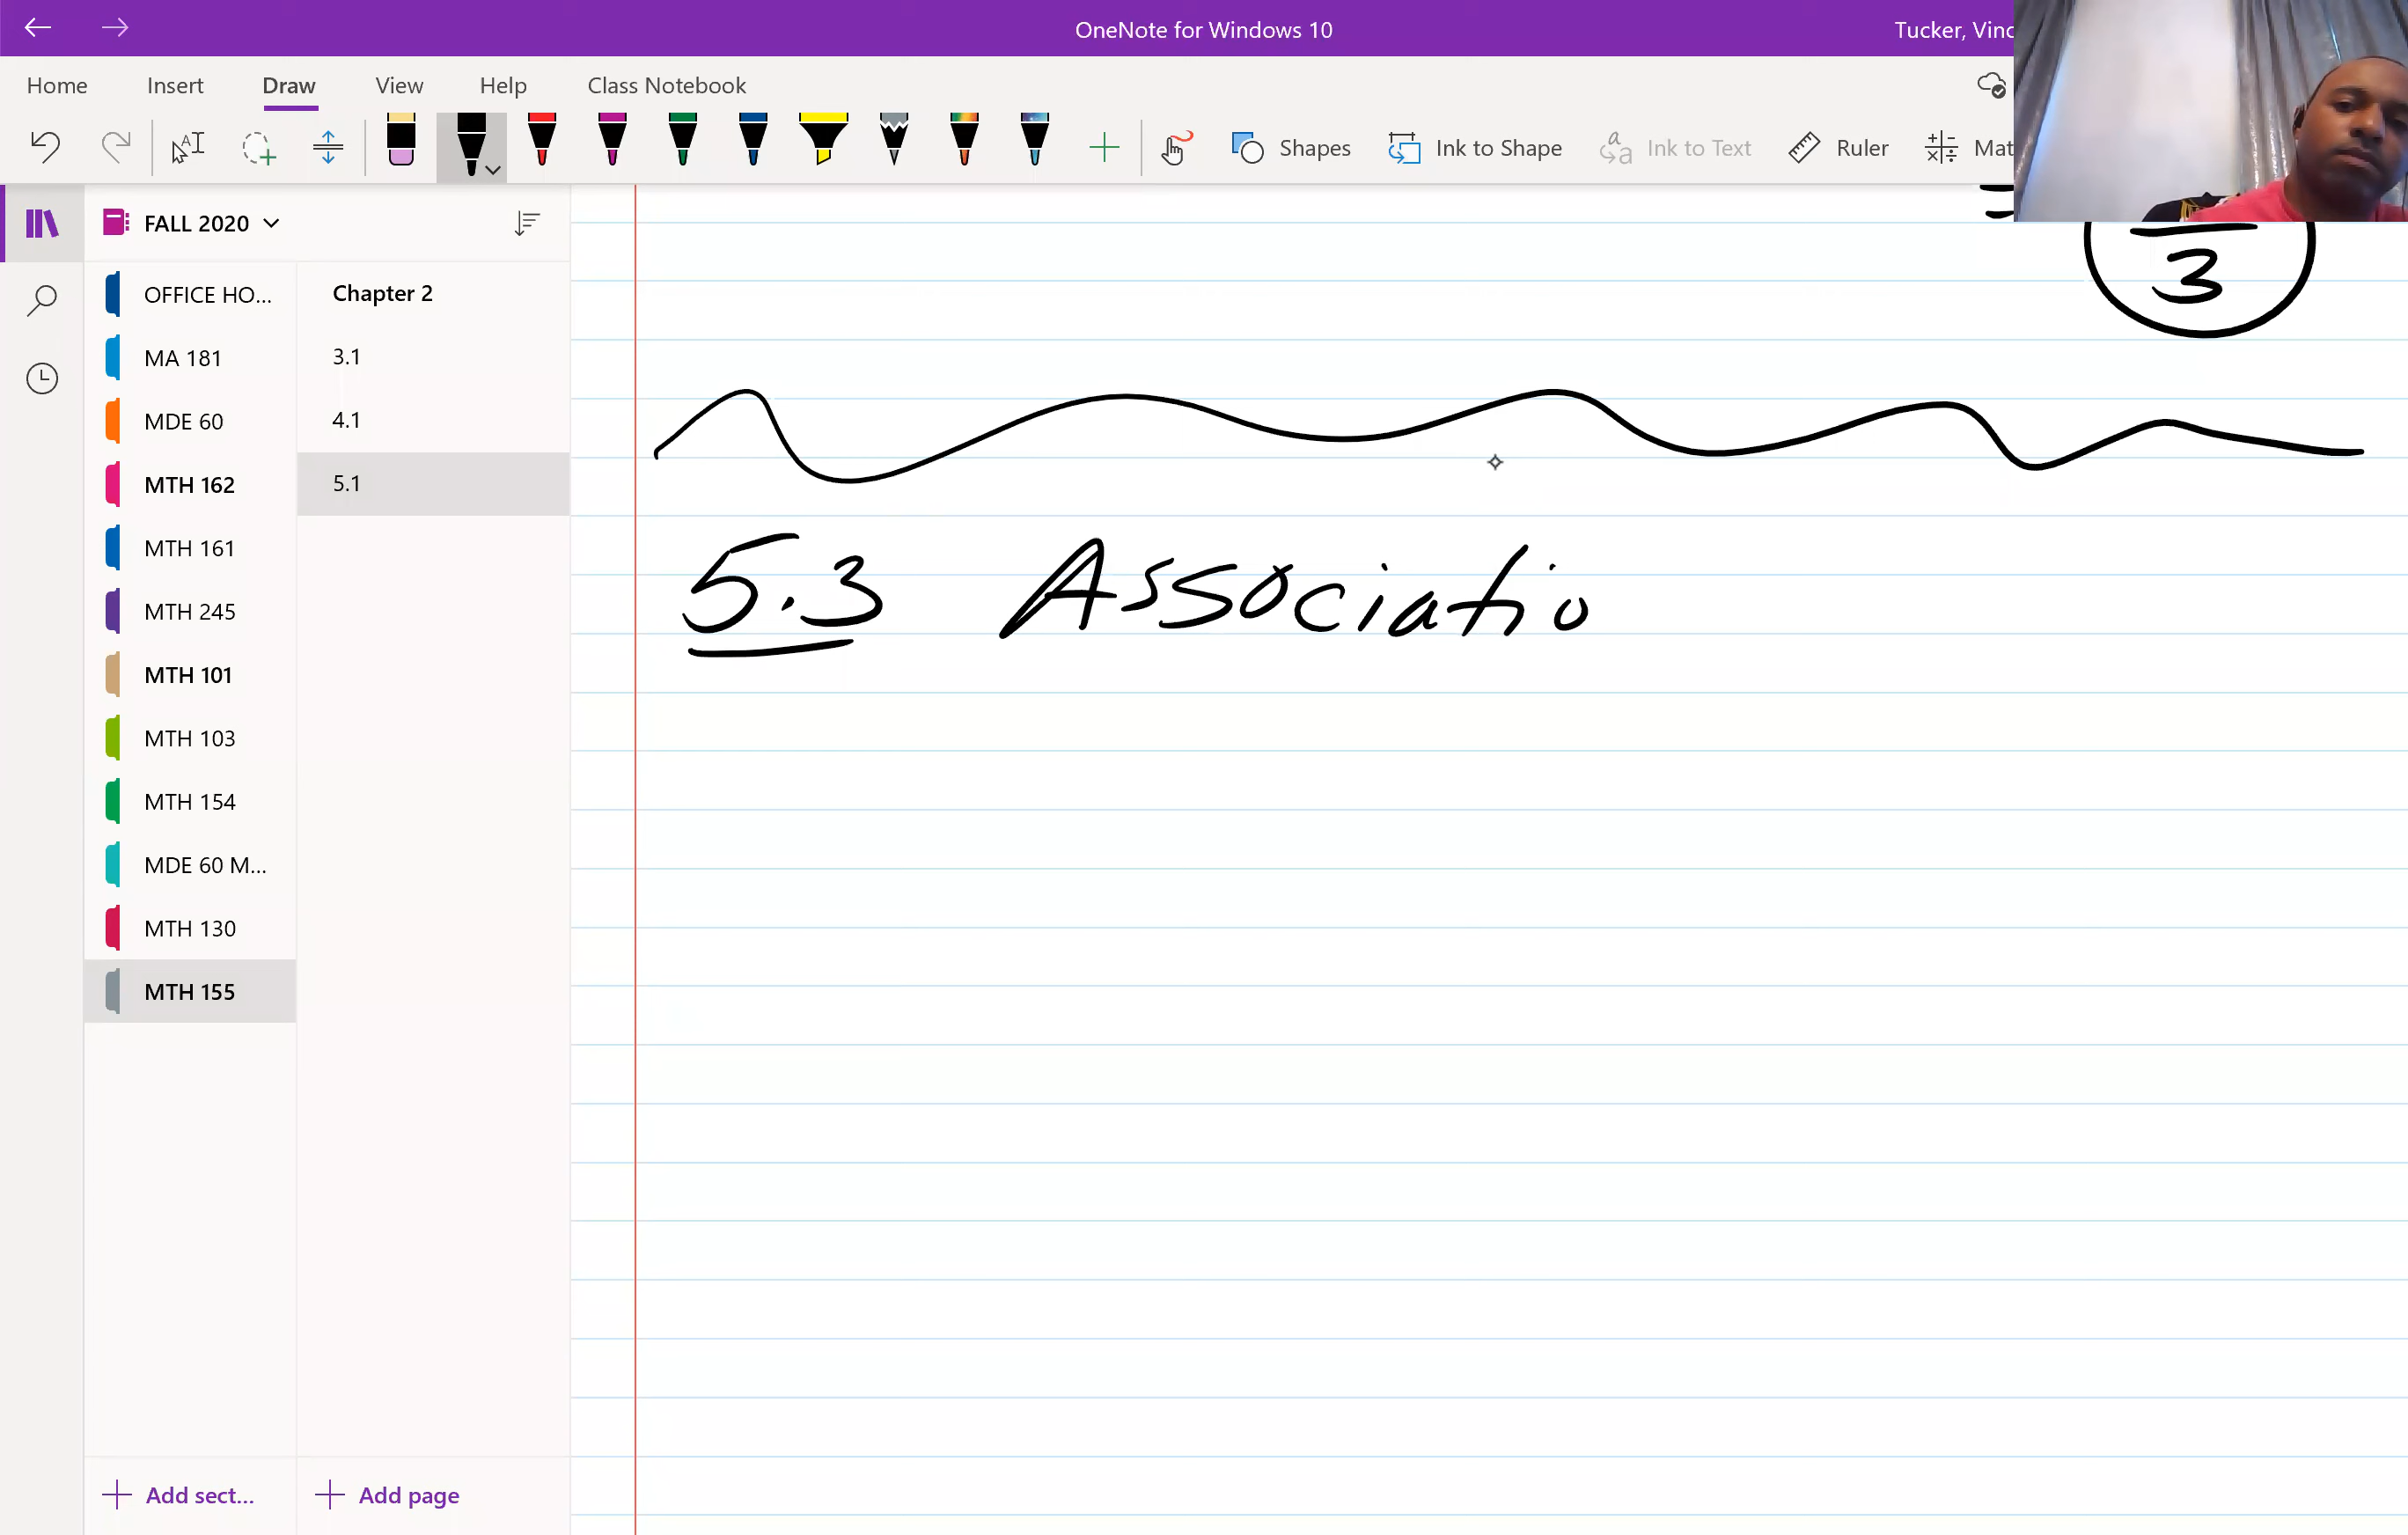 OneNote for Windows 10
Tucker, Vinc
Home Insert Draw View Help Class Notebook
Shapes Ink to Shape Ink to Text Ruler Mat
FALL 2020
OFFICE HO...
MA 181
MDE 60
MTH 162
MTH 161
MTH 245
MTH 101
MTH 103
MTH 154
MDE 60 M...
MTH 130
MTH 155
Add sect...
Chapter 2
3.1
4.1
5.1
Add page
3
5.3 Associatio